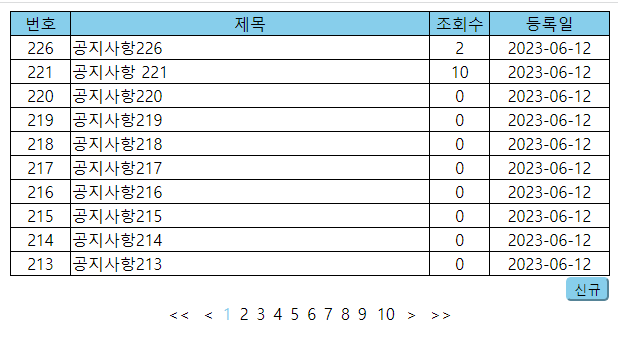 번호 제목 조회수 등록일
226 공지사항226 2 2023-06-12
221 공지사항 221 10 2023-06-12
220 공지사항220 0 2023-06-12
219 공지사항219 0 2023-06-12
218 공지사항218 0 2023-06-12
217 공지사항217 0 2023-06-12
216 공지사항216 0 2023-06-12
215 공지사항215 0 2023-06-12
214 공지사항214 0 2023-06-12
213 공지사항213 0 2023-06-12
신규
<< < 1 2 3 4 5 6 7 8 9 10 > >>